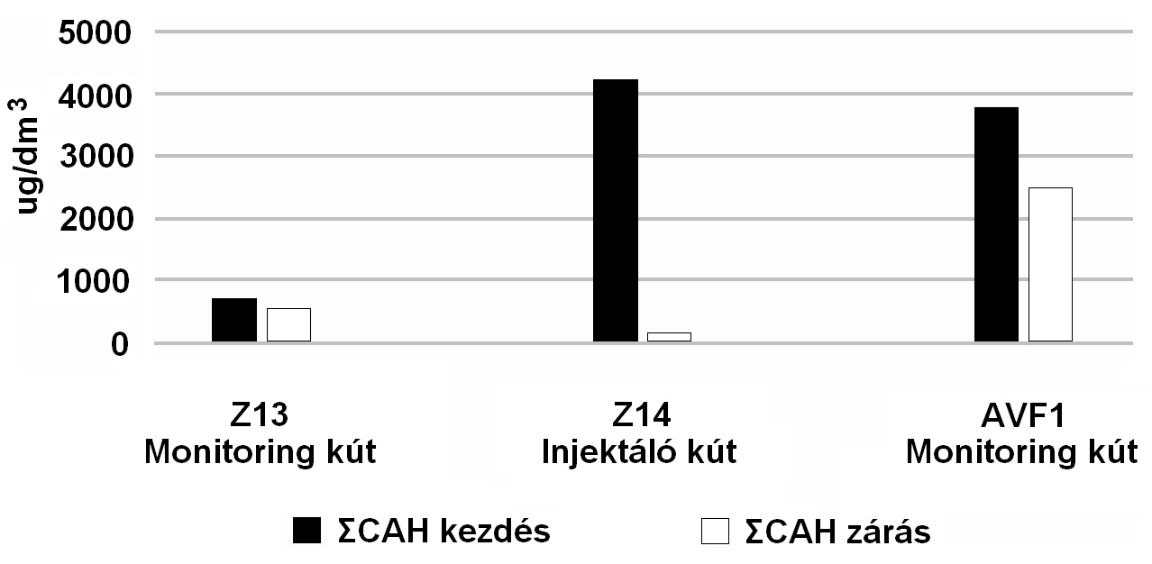 5000
4000
3000
2000
1000
0
ug/dm³
Z13
Monitoring kút
Z14
Injektáló kút
AVF1
Monitoring kút
ΣCAH kezdés
ΣCAH zárás